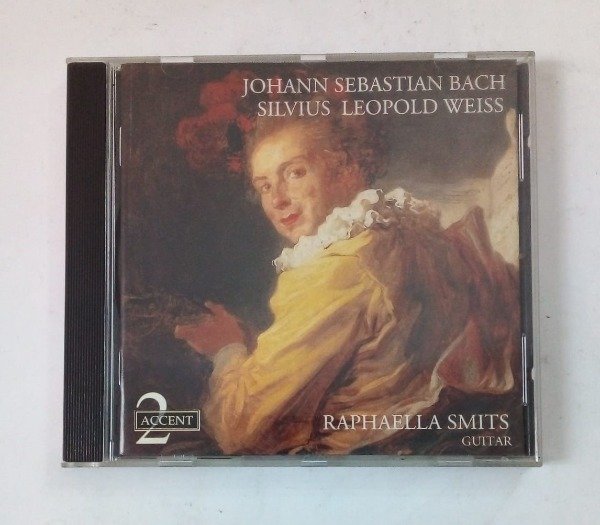 JOHANN SEBASTIAN BACH
SILVIUS LEOPOLD WEISS
2
ACCENT
RAPHAELLA SMITS
GUITAR